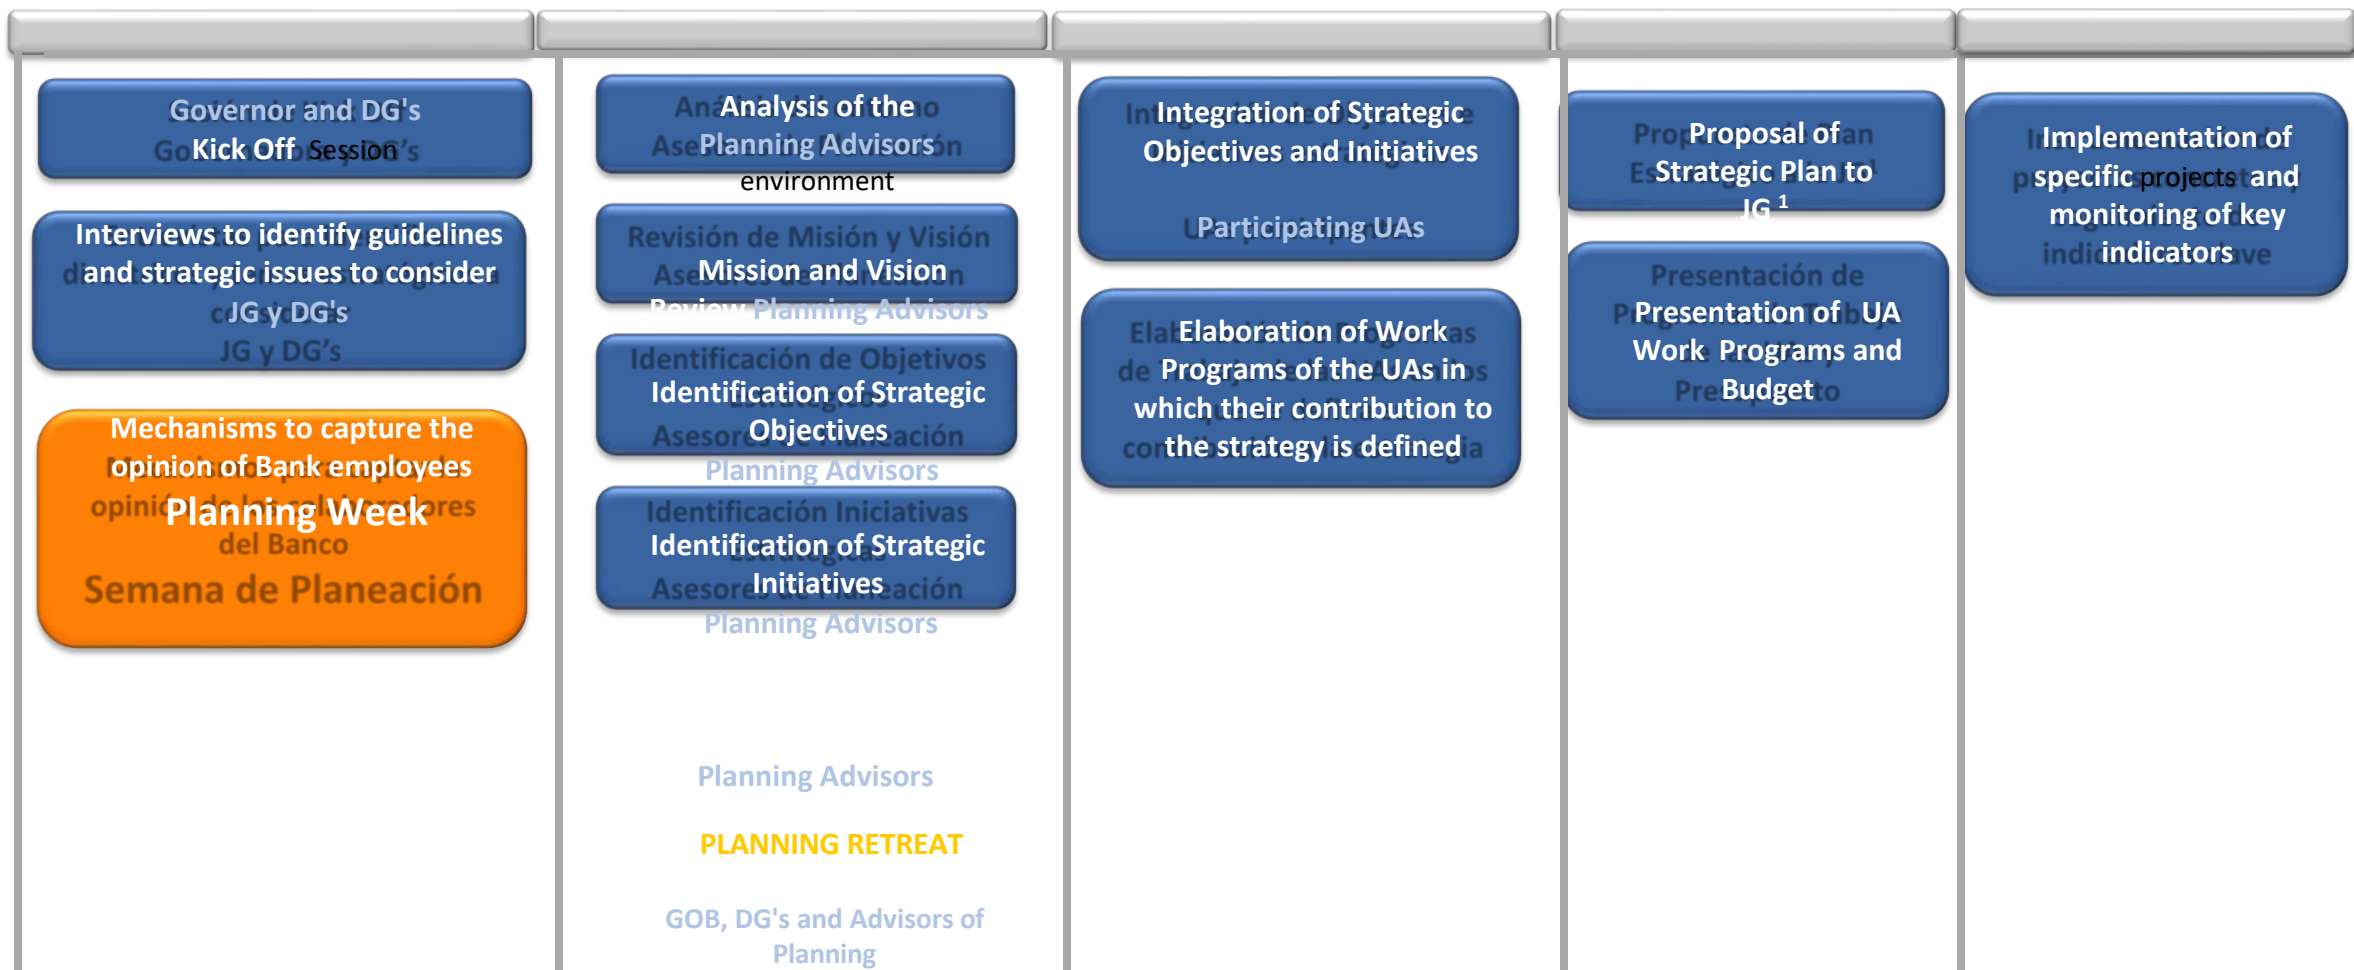 Governor and DG's
Kick Off Session
Interviews to identify guidelines
and strategic issues to consider
JG y DG's
JG y DG’s
Mechanisms to capture the
opinion of Bank employees
Planning Week
del Banco
Semana de Planeación
Analysis of the
Planning Advisors
environment
Revisión de Misión y Visión
Mission and Vision
Review Planning Advisors
Identificación de Objetivos
Identification of Strategic
Objectives
Planning Advisors
Identificación Iniciativas
Identification of Strategic
Initiatives
Planning Advisors
Planning Advisors
PLANNING RETREAT
GOB, DG's and Advisors of
Planning
Integration of Strategic
Objectives and Initiatives
Participating UAs
Elaboration of Work
Programs of the UAs in
which their contribution to
the strategy is defined
Proposal of
Strategic Plan to
JG 1
Presentación de
Presentation of UA
Work Programs and
Budget
Implementation of
specific projects and
monitoring of key
indicators